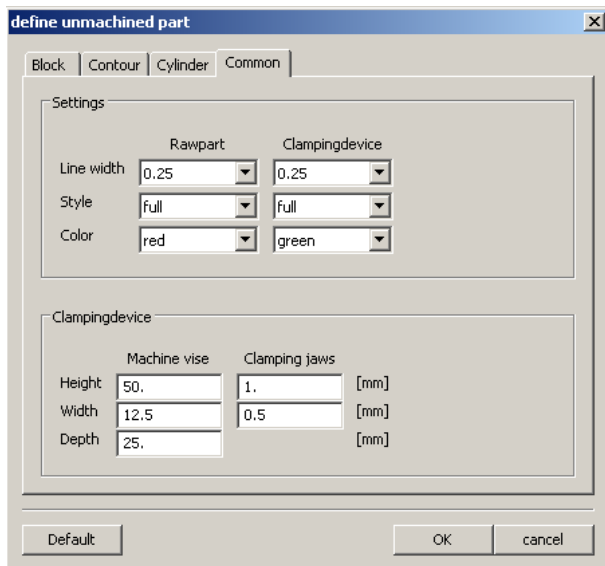 define unmachined part
Block Contour Cylinder Common
Settings
Rawpart Clampingdevice
Line width 0.25 0.25
Style full full
Color red green
Clampingdevice
Machine vise Clamping jaws
Height 50. 1. [mm]
Width 12.5 0.5 [mm]
Depth 25. [mm]
Default OK cancel